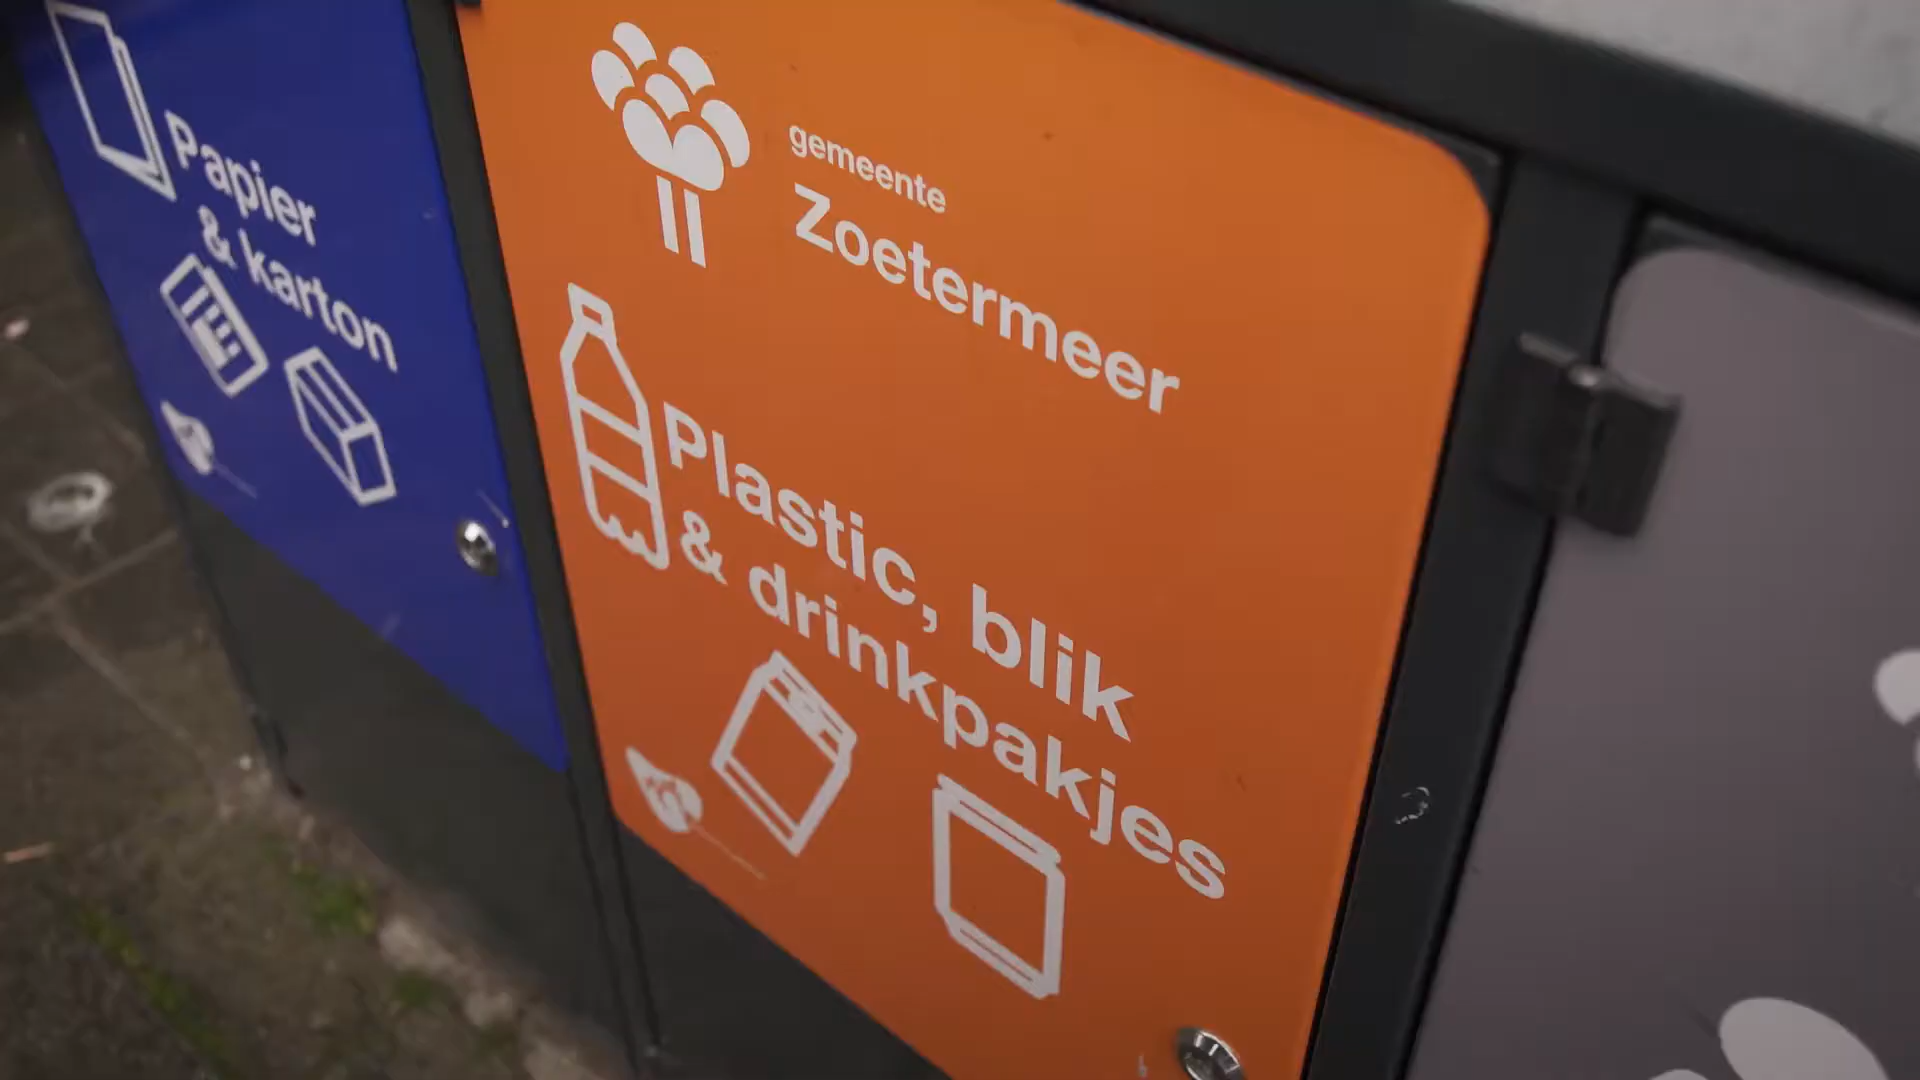 Papier
& karton
gemeente
Zoetermeer
Plastic, blik
& drinkpakjes